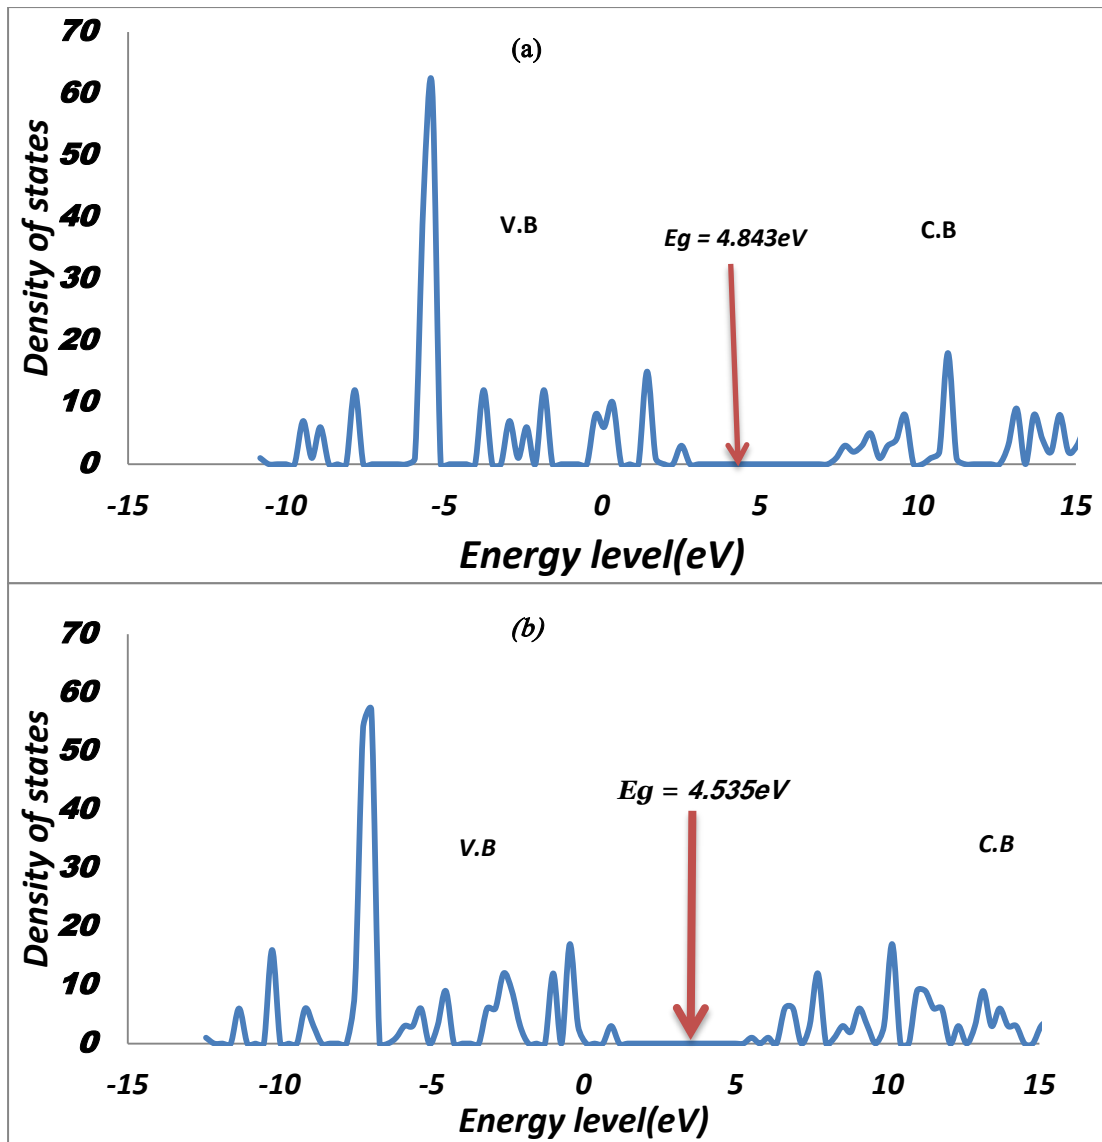 (a)
70
60
50
40
30
20
10
0
Density of states
V.B
Eg = 4.843eV
C.B
-15 -10 -5 0 5 10 15
Energy level(eV)
(b)
70
60
50
40
30
20
10
0
Density of states
Eg = 4.535eV
V.B
C.B
-15 -10 -5 0 5 10 15
Energy level(eV)